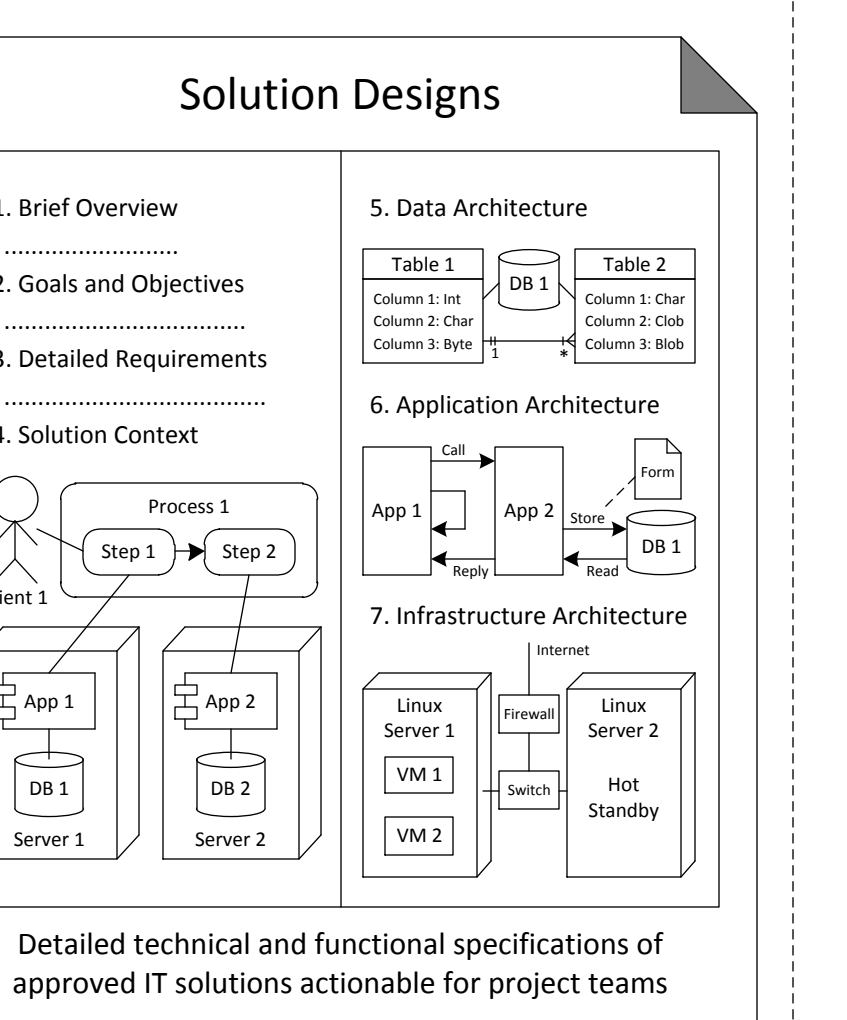 Solution Designs
1. Brief Overview
...........................
2. Goals and Objectives
...................................
3. Detailed Requirements
......................................
4. Solution Context
Process 1
Step 1
Step 2
ient 1
App 1
DB 1
Server 1
App 2
DB 2
Server 2
5. Data Architecture
Table 1
Column 1: Int
Column 2: Char
Column 3: Byte
DB 1
1
*
Table 2
Column 1: Char
Column 2: Clob
Column 3: Blob
6. Application Architecture
App 1
Call
Reply
App 2
Store
Read
Form
DB 1
7. Infrastructure Architecture
Internet
Linux
Server 1
VM 1
VM 2
Firewall
Switch
Linux
Server 2
Hot
Standby
Detailed technical and functional specifications of
approved IT solutions actionable for project teams